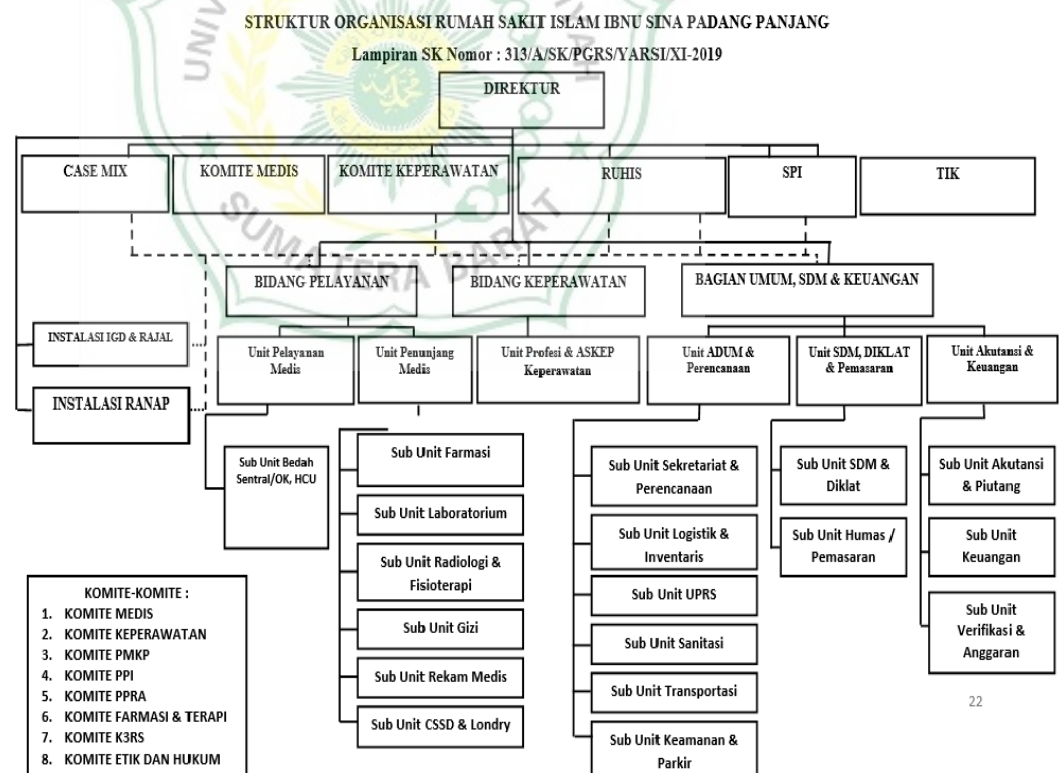 STRUKTUR ORGANISASI RUMAH SAKIT ISLAM IBNU SINA PADANG PANJANG
Lampiran SK Nomor : 313/A/SK/PGRS/YARSI/XI-2019
DIREKTUR
CASE MIX
KOMITE MEDIS
KOMITE KEPERAWATAN
RUHIS
SPI
TIK
SUMATERA BARAT
BIDANG PELAYANAN
BIDANG KEPERAWATAN
BAGIAN UMUM, SDM & KEUANGAN
INSTALASI IGD & RAJAL
INSTALASI RANAP
Unit Pelayanan
Medis
Unit Penunjang
Medis
Unit Profesi & ASKEP
Keperawatan
Unit ADUM &
Perencanaan
Unit SDM, DIKLAT
& Pemasaran
Unit Akutansi &
Keuangan
Sub Unit Bedah
Sentral/OK, HCU
Sub Unit Farmasi
Sub Unit Laboratorium
Sub Unit Radiologi &
Fisioterapi
Sub Unit Gizi
Sub Unit Rekam Medis
Sub Unit CSSD & Londry
Sub Unit Sekretariat &
Perencanaan
Sub Unit Logistik &
Inventaris
Sub Unit UPRS
Sub Unit Sanitasi
Sub Unit Transportasi
Sub Unit Keamanan &
Parkir
Sub Unit SDM &
Diklat
Sub Unit Humas /
Pemasaran
Sub Unit Akutansi
& Piutang
Sub Unit
Keuangan
Sub Unit
Verifikasi &
Anggaran
KOMITE-KOMITE :
1. KOMITE MEDIS
2. KOMITE KEPERAWATAN
3. KOMITE PMKP
4. KOMITE PPI
5. KOMITE PPRA
6. KOMITE FARMASI & TERAPI
7. KOMITE K3RS
8. KOMITE ETIK DAN HUKUM
22